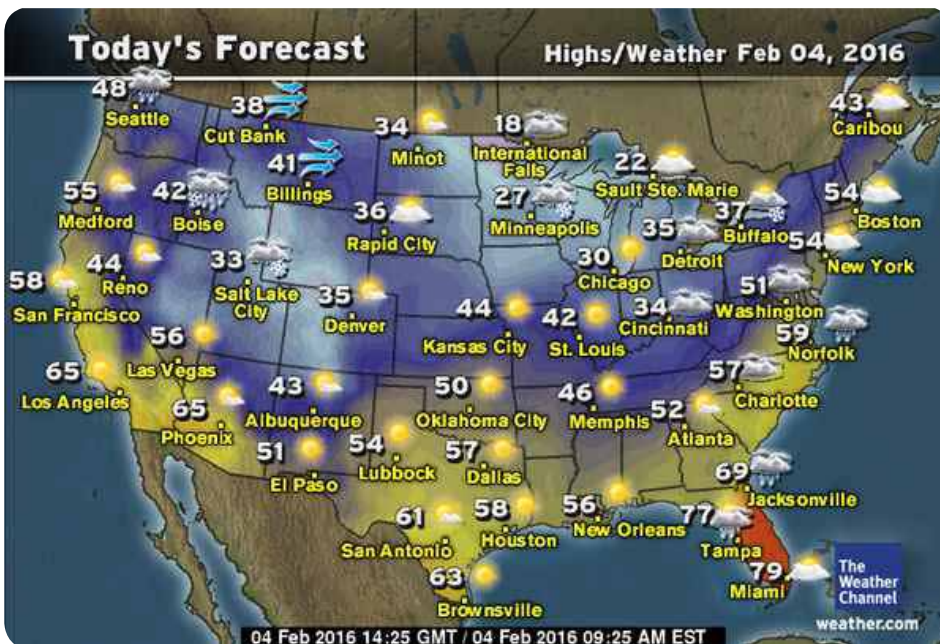 Today's Forecast
Highs/Weather Feb 04, 2016
48
Seattle
38
Cut Bank
34
Minot
18
International
Falls
43
Caribou
41
Billings
22
Sault Ste. Marie
55
Medford
42
Boise
36
Rapid City
27
Minneapolis
35
Detroit
37
Buffalo
54
Boston
54
New York
44
Reno
33
Salt Lake
City
30
Chicago
58
San Francisco
35
Denver
44
Kansas City
42
St. Louis
34
Cincinnati
51
Washington
59
Norfolk
56
Las Vegas
65
Los Angeles
65
Phoenix
43
Albuquerque
50
Oklahoma City
46
Memphis
52
Atlanta
57
Charlotte
51
El Paso
54
Lubbock
57
Dallas
69
Jacksonville
61
San Antonio
58
Houston
56
New Orleans
77
Tampa
63
Brownsville
79
Miami
The
Weather
Channel
weather.com
04 Feb 2016 14:25 GMT / 04 Feb 2016 09:25 AM EST